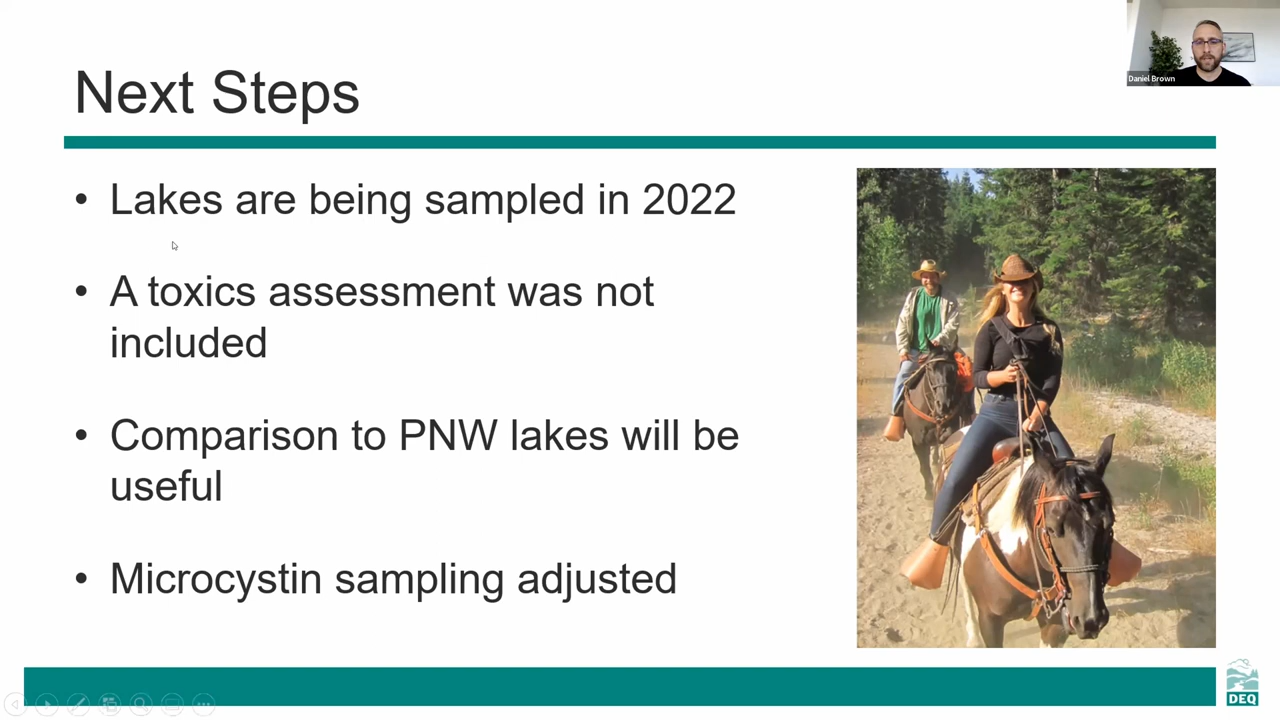 Next Steps
Daniel Brown
• Lakes are being sampled in 2022
• A toxics assessment was not
included
• Comparison to PNW lakes will be
useful
• Microcystin sampling adjusted
DEQ